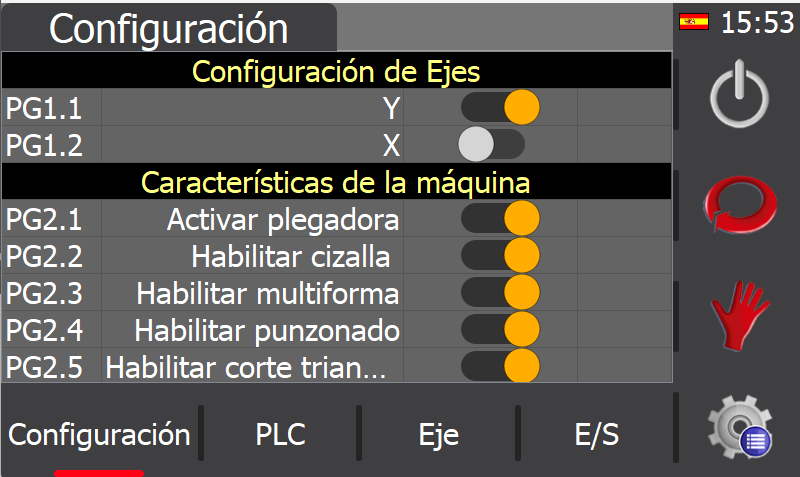 Configuración
15:53
Configuración de Ejes
PG1.1 Y
PG1.2 X
Características de la máquina
PG2.1 Activar plegadora
PG2.2 Habilitar cizalla
PG2.3 Habilitar multiforma
PG2.4 Habilitar punzonado
PG2.5 Habilitar corte trian...
Configuración PLC Eje E/S